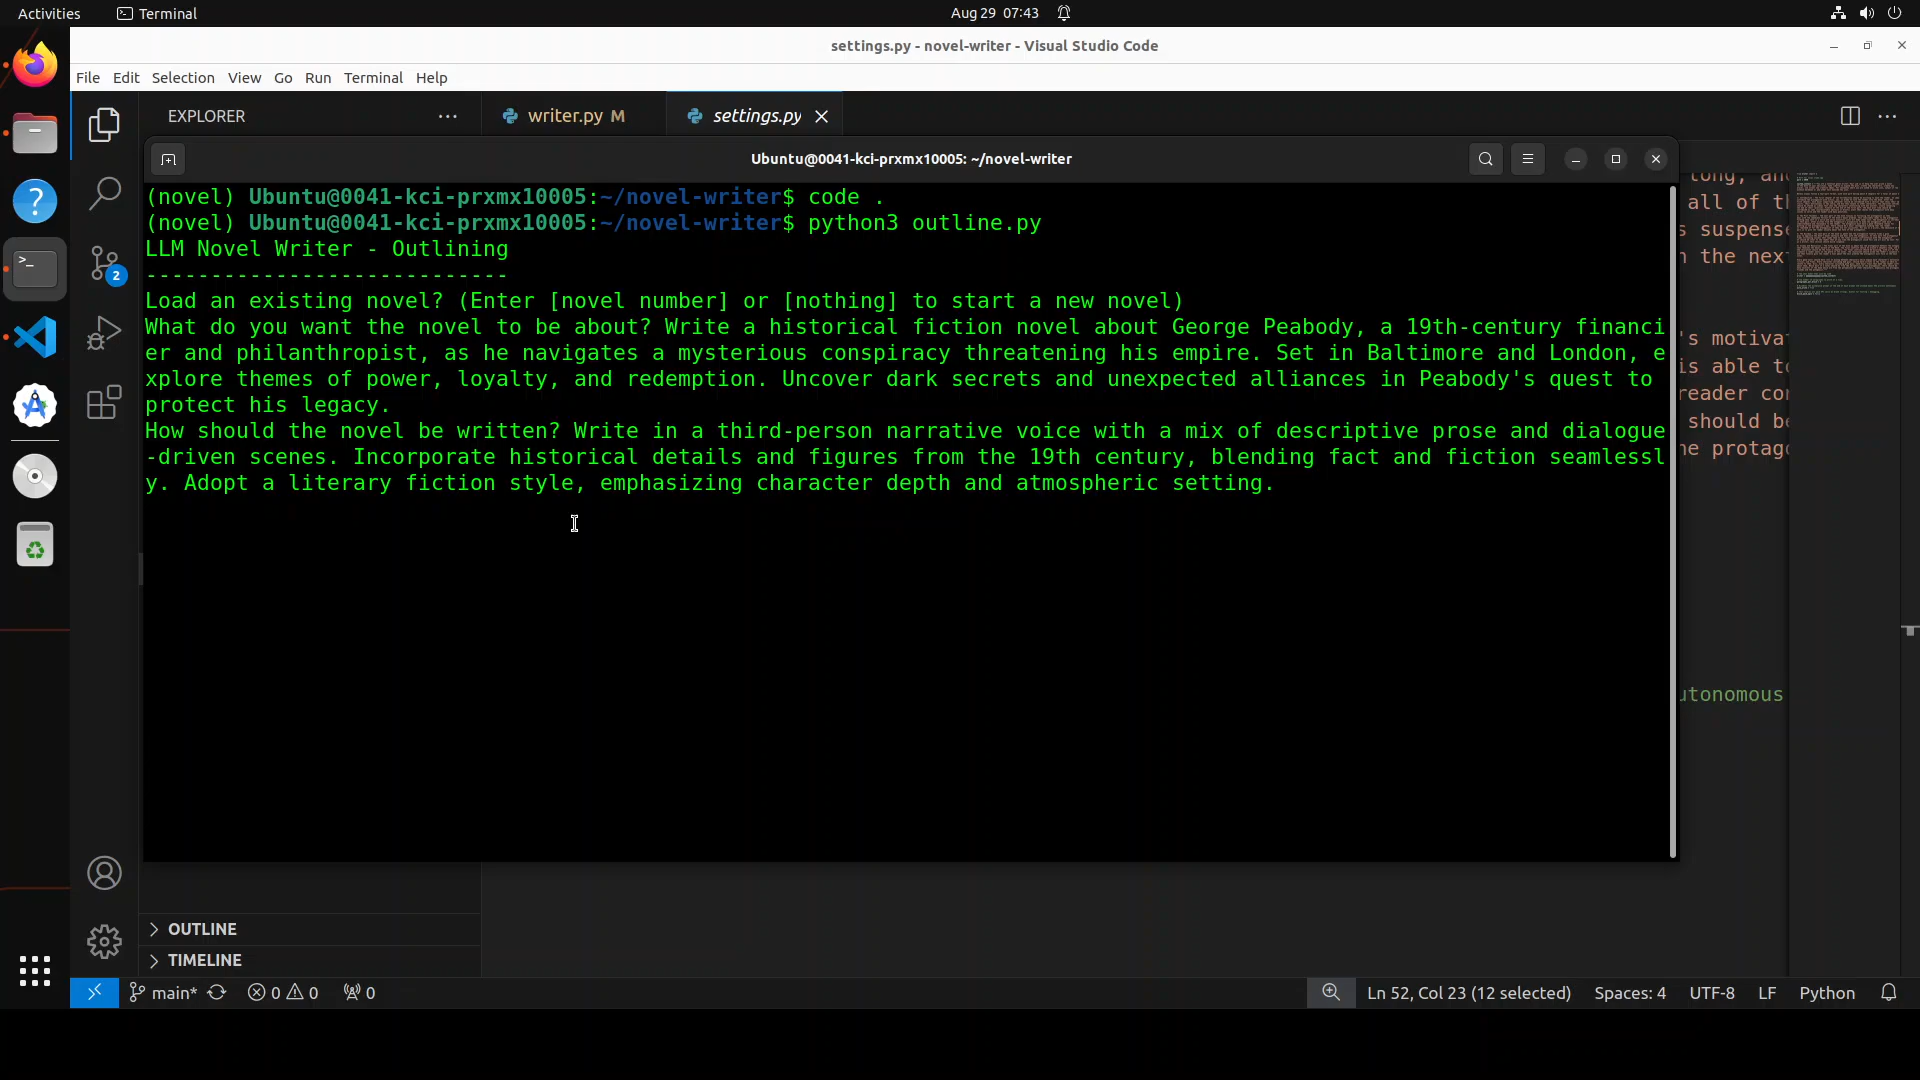 Activities
Terminal
Aug 29 07:43
settings.py - novel-writer - Visual Studio Code
File Edit Selection View Go Run Terminal Help
EXPLORER
writer.py M
settings.py
Ubuntu@0041-kci-prxmx10005: ~/novel-writer
(novel) Ubuntu@0041-kci-prxmx10005:~/novel-writer$ code .
(novel) Ubuntu@0041-kci-prxmx10005:~/novel-writer$ python3 outline.py
LLM Novel Writer - Outlining
----------------------------
Load an existing novel? (Enter [novel number] or [nothing] to start a new novel)
What do you want the novel to be about? Write a historical fiction novel about George Peabody, a 19th-century financi
er and philanthropist, as he navigates a mysterious conspiracy threatening his empire. Set in Baltimore and London, e
xplore themes of power, loyalty, and redemption. Uncover dark secrets and unexpected alliances in Peabody's quest to
protect his legacy.
How should the novel be written? Write in a third-person narrative voice with a mix of descriptive prose and dialogue
-driven scenes. Incorporate historical details and figures from the 19th century, blending fact and fiction seamlessl
y. Adopt a literary fiction style, emphasizing character depth and atmospheric setting.
all of
suspense
the
's motivat
is able to
reader
should
protag
utonomous
2
OUTLINE
TIMELINE
main* 0 0 0
Ln 52, Col 23 (12 selected) Spaces: 4 UTF-8 LF Python